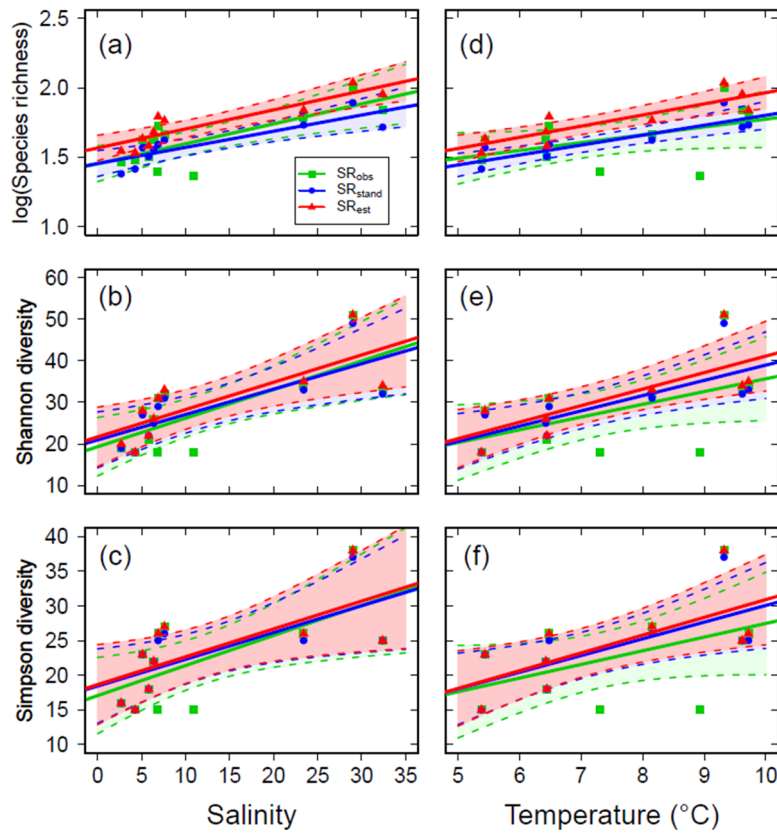 (a)
(d)
2.5
2.0
1.5
1.0
log(Species richness)
SRobs
SRstand
SRest
(b)
(e)
60
50
40
30
20
10
Shannon diversity
(c)
(f)
40
35
30
25
20
15
10
Simpson diversity
0 5 10 15 20 25 30 35
5 6 7 8 9 10
Salinity
Temperature (°C)